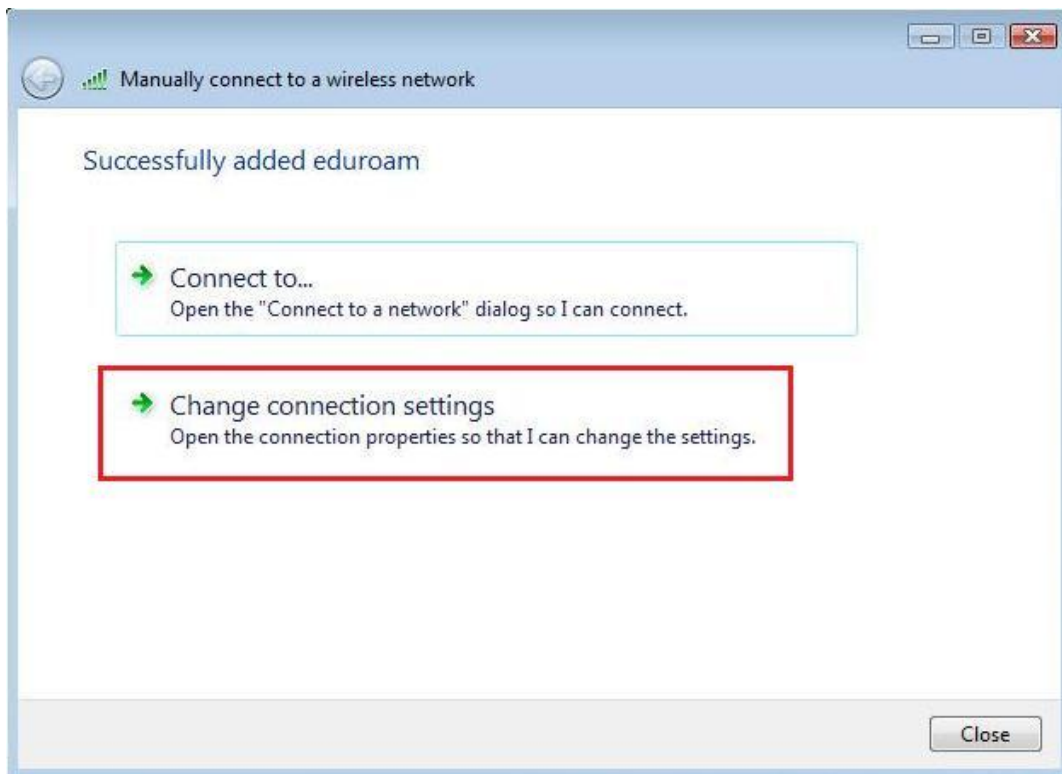 Manually connect to a wireless network
Successfully added eduroam
Connect to...
Open the "Connect to a network" dialog so I can connect.
Change connection settings
Open the connection properties so that I can change the settings.
Close